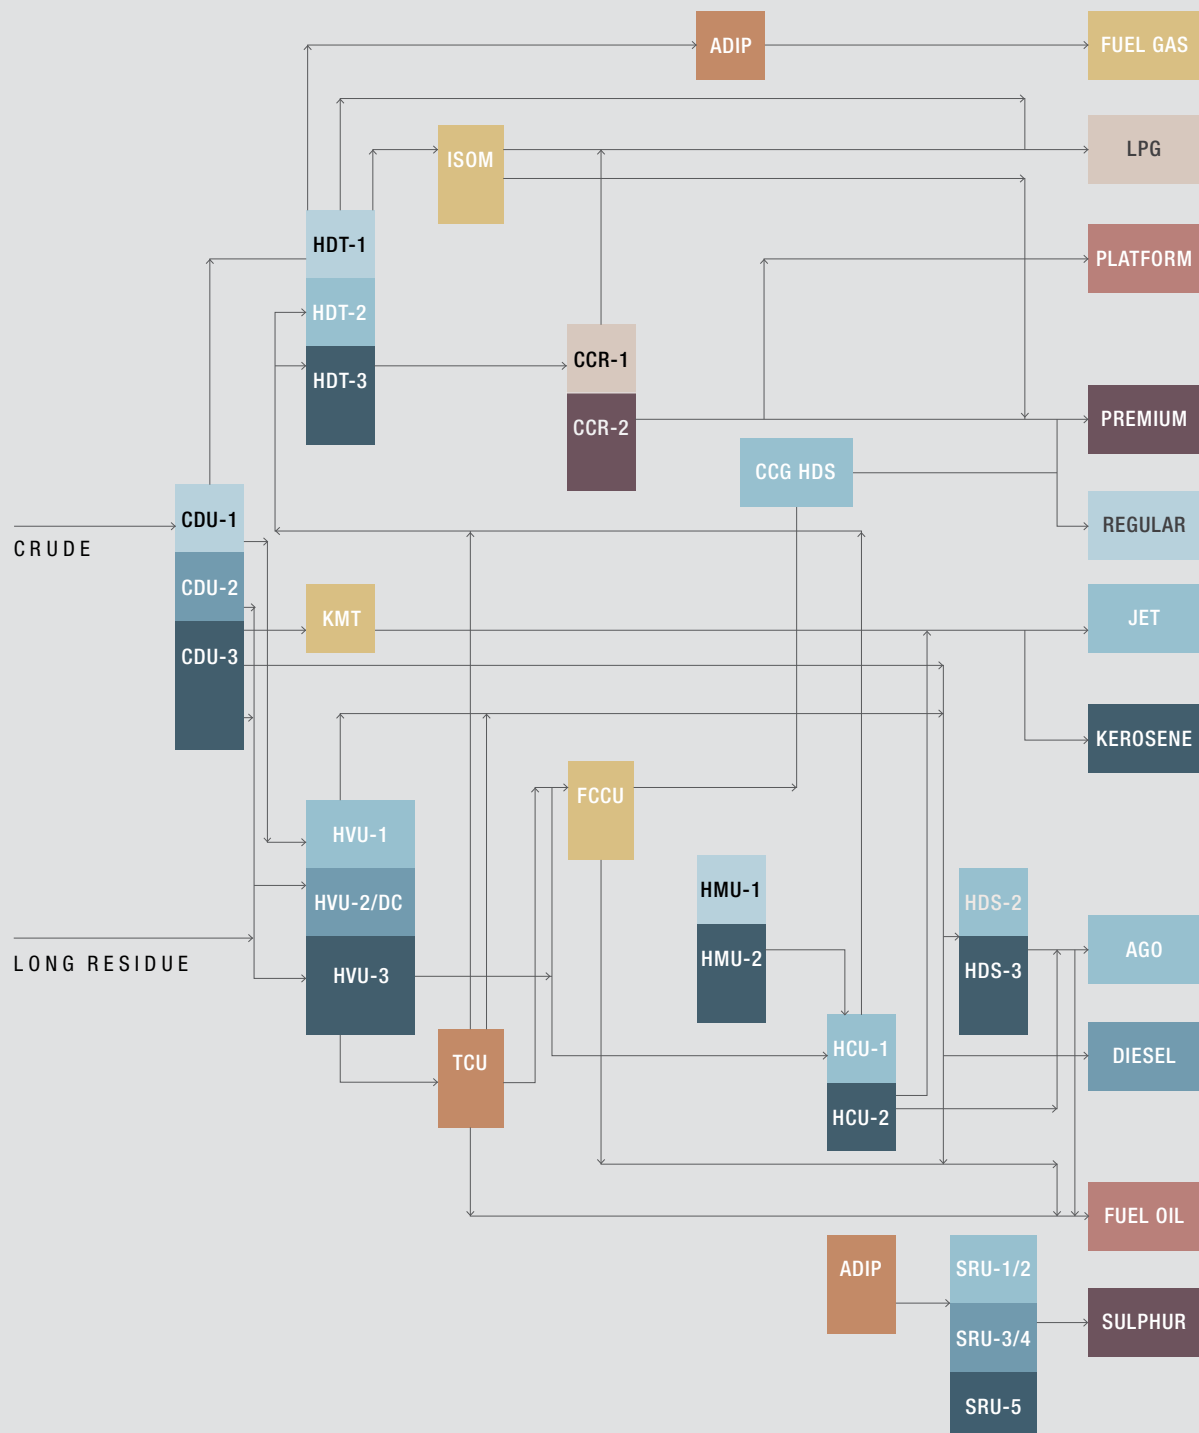 ADIP
FUEL GAS
ISOM
LPG
HDT-1
HDT-2
HDT-3
PLATFORM
CCR-1
CCR-2
PREMIUM
CCG HDS
CDU-1
CDU-2
CDU-3
CRUDE
REGULAR
KMT
JET
KEROSENE
FCCU
HVU-1
HVU-2/DC
HVU-3
HMU-1
HMU-2
HDS-2
HDS-3
AGO
LONG RESIDUE
TCU
HCU-1
HCU-2
DIESEL
FUEL OIL
ADIP
SRU-1/2
SRU-3/4
SRU-5
SULPHUR